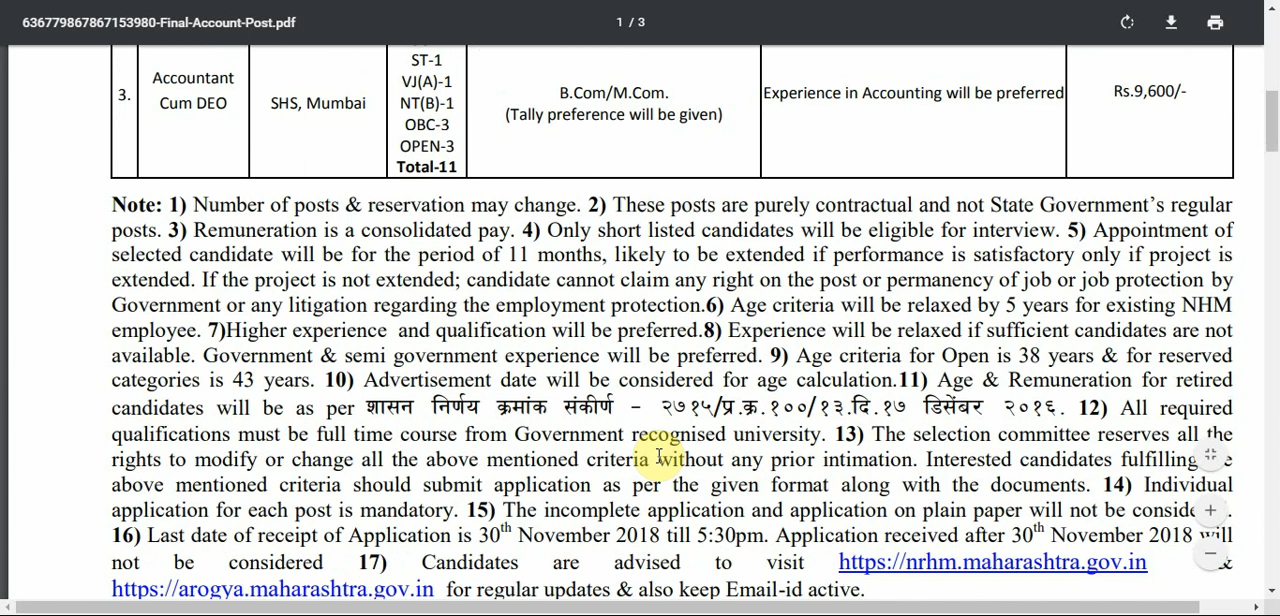 636779867867153980-Final-Account-Post.pdf
1 / 3
3.
Accountant
Cum DEO
SHS, Mumbai
ST-1
VJ(A)-1
NT(B)-1
OBC-3
OPEN-3
Total-11
B.Com/M.Com.
(Tally preference will be given)
Experience in Accounting will be preferred
Rs.9,600/-
Note: 1) Number of posts & reservation may change. 2) These posts are purely contractual and not State Government's regular
posts. 3) Remuneration is a consolidated pay. 4) Only short listed candidates will be eligible for interview. 5) Appointment of
selected candidate will be for the period of 11 months, likely to be extended if performance is satisfactory only if project is
extended. If the project is not extended; candidate cannot claim any right on the post or permanency of job or job protection by
Government or any litigation regarding the employment protection.6) Age criteria will be relaxed by 5 years for existing NHM
employee. 7)Higher experience and qualification will be preferred.8) Experience will be relaxed if sufficient candidates are not
available. Government & semi government experience will be preferred. 9) Age criteria for Open is 38 years & for reserved
categories is 43 years. 10) Advertisement date will be considered for age calculation.11) Age & Remuneration for retired
candidates will be as per शासन निर्णय क्रमांक संकीर्ण - २७१५/प्र.क्र.१००/१३.दि.१७ डिसेंबर २०१६. 12) All required
qualifications must be full time course from Government recognised university. 13) The selection committee reserves all the
rights to modify or change all the above mentioned criteria without any prior intimation. Interested candidates fulfilling
above mentioned criteria should submit application as per the given format along with the documents. 14) Individual
application for each post is mandatory. 15) The incomplete application and application on plain paper will not be
16) Last date of receipt of Application is 30th November 2018 till 5:30pm. Application received after 30th November 2018 will
not be considered 17) Candidates are advised to visit https://nrhm.maharashtra.gov.in &
https://arogya.maharashtra.gov.in for regular updates & also keep Email-id active.